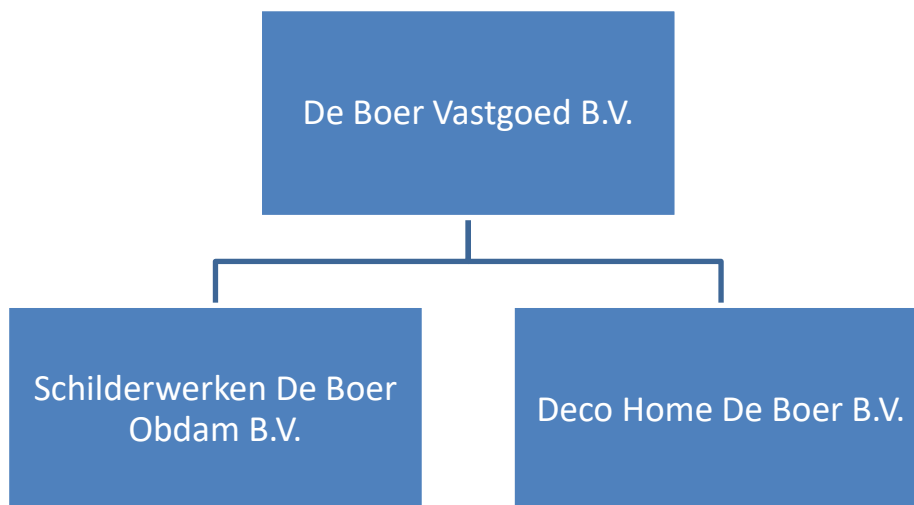 De Boer Vastgoed B.V.
Schilderwerken De Boer
Obdam B.V.
Deco Home De Boer B.V.